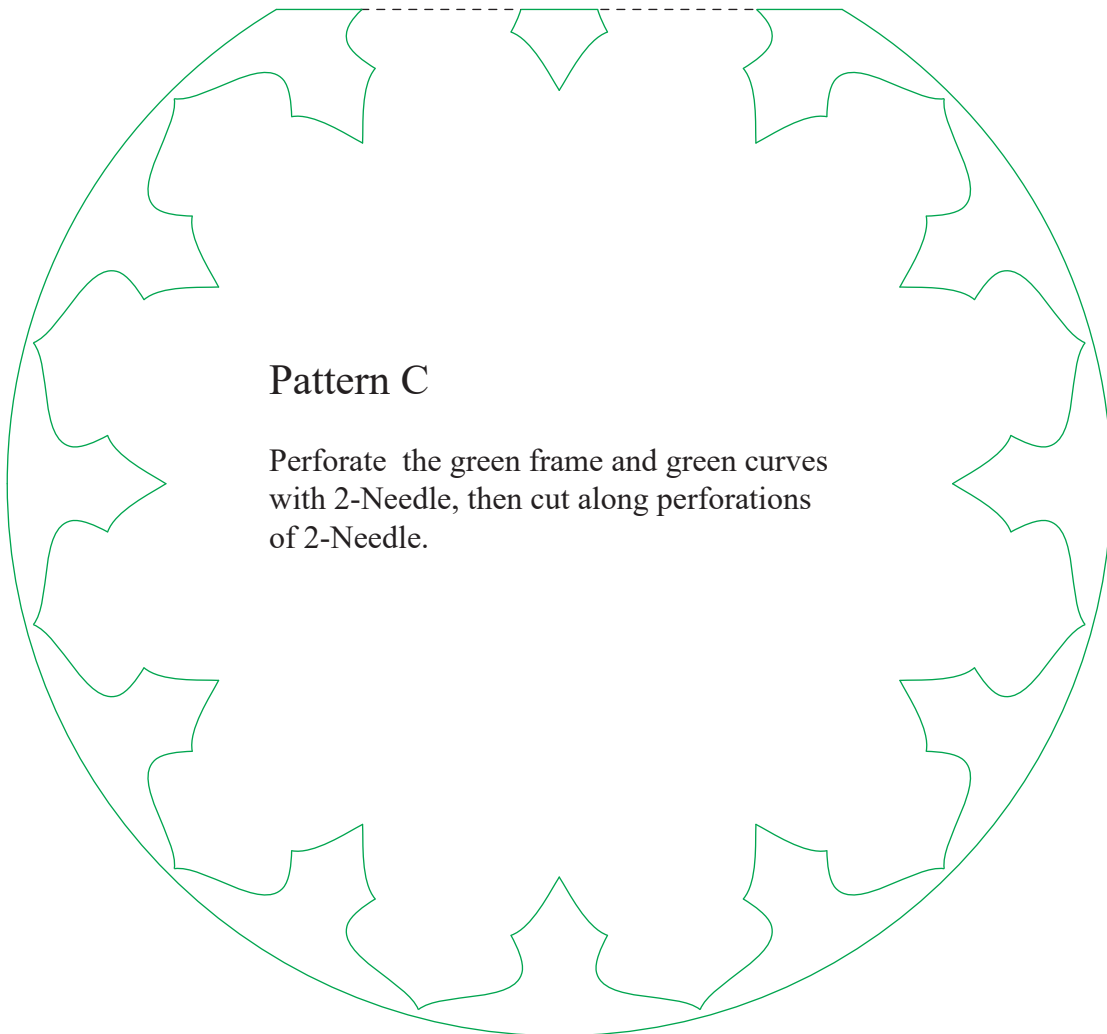 Pattern C
Perforate  the green frame and green curves
with 2-Needle, then cut along perforations
of 2-Needle.